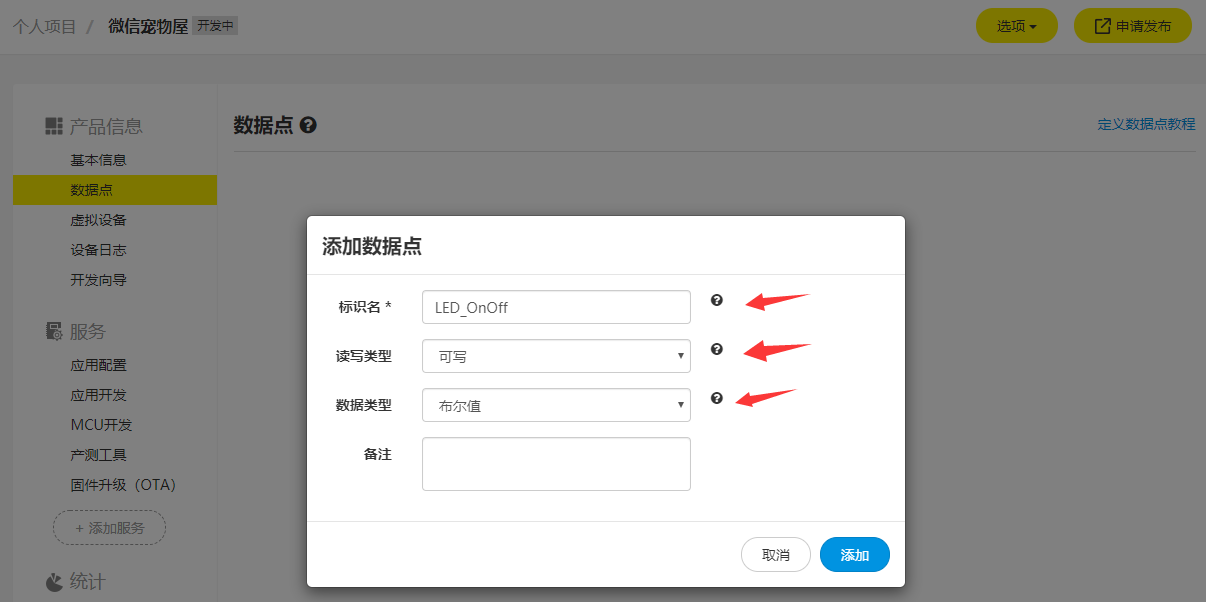 个人项目 / 微信宠物屋 开发中
选项
申请发布
产品信息
基本信息
数据点
虚拟设备
设备日志
开发向导
服务
应用配置
应用开发
MCU开发
产测工具
固件升级（OTA）
+ 添加服务
统计
数据点
定义数据点教程
添加数据点
标识名 * LED_OnOff
读写类型 可写
数据类型 布尔值
备注
取消 添加